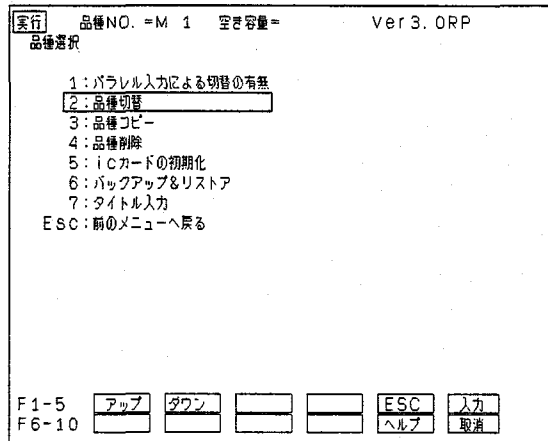 実行 品種NO. =M 1 空き容量= Ver3. 0RP
品種選択
1:パラレル入力による切替の有無
2:品種切替
3:品種コピー
4:品種削除
5:icカードの初期化
6:バックアップ&リストア
7:タイトル入力
ESC:前のメニューへ戻る
F1-5 アップ ダウン ESC 入力
F6-10 ヘルプ 取消